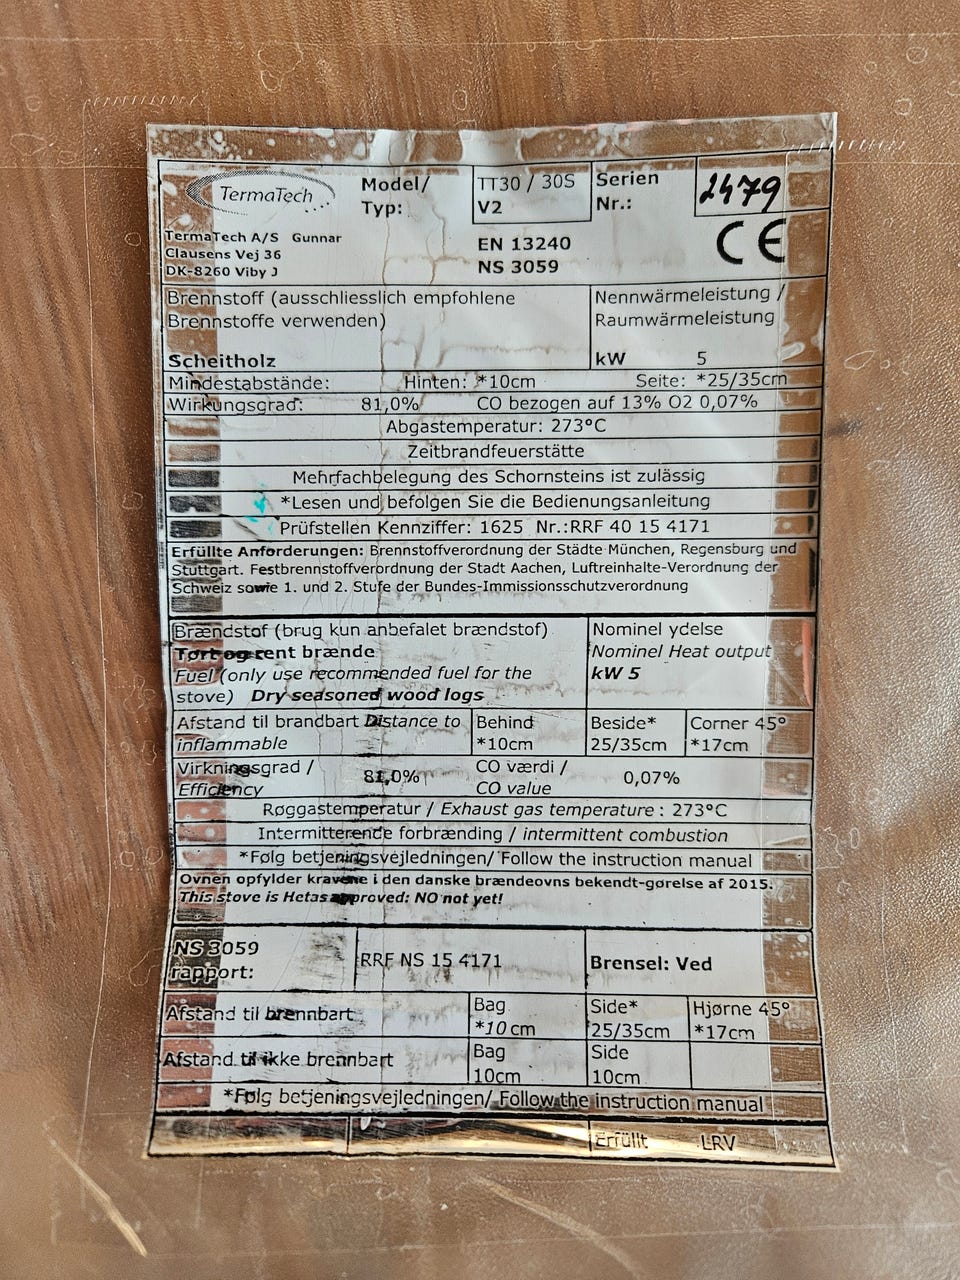 TermaTech
Model/
Typ:
TT30 / 30S
V2
Serien
Nr.:
2479
TermaTech A/S Gunnar
Clausens Vej 36
DK-8260 Viby J
EN 13240
NS 3059
CE
Brennstoff (ausschliesslich empfohlene
Brennstoffe verwenden)
Scheitholz
Nennwärmeleistung /
Raumwärmeleistung
kW 5
Mindestabstände: Hinten: *10cm Seite: *25/35cm
Wirkungsgrad: 81,0% CO bezogen auf 13% O2 0,07%
Abgastemperatur: 273°C
Zeitbrandfeuerstätte
Mehrfachbelegung des Schornsteins ist zulässig
*Lesen und befolgen Sie die Bedienungsanleitung
Prüfstellen Kennziffer: 1625 Nr.:RRF 40 15 4171
Erfüllte Anforderungen: Brennstoffverordnung der Städte München, Regensburg und
Stuttgart. Festbrennstoffverordnung der Stadt Aachen, Luftreinhalte-Verordnung der
Schweiz sowie 1. und 2. Stufe der Bundes-Immissionsschutzverordnung
Brændstof (brug kun anbefalet brændstof)
Tørt og rent brænde
Fuel (only use recommended fuel for the
stove) Dry seasoned wood logs
Nominel ydelse
Nominel Heat output
kW 5
Afstand til brandbart Distance to
inflammable
Behind
*10cm
Beside*
25/35cm
Corner 45°
*17cm
Virkningsgrad /
Efficiency
81,0%
CO værdi /
CO value
0,07%
Røggastemperatur / Exhaust gas temperature : 273°C
Intermitterende forbrænding / intermittent combustion
*Følg betjeningsvejledningen/ Follow the instruction manual
Ovnen opfylder kravene i den danske brændeovns bekendt-gørelse af 2015.
This stove is Hetas approved: NO not yet!
NS 3059
rapport:
RRF NS 15 4171
Brensel: Ved
Afstand til brennbart
Bag
*10 cm
Side*
25/35cm
Hjørne 45°
*17cm
Afstand til ikke brennbart
Bag
10cm
Side
10cm
*Følg betjeningsvejledningen/ Follow the instruction manual
Erfüllt LRV